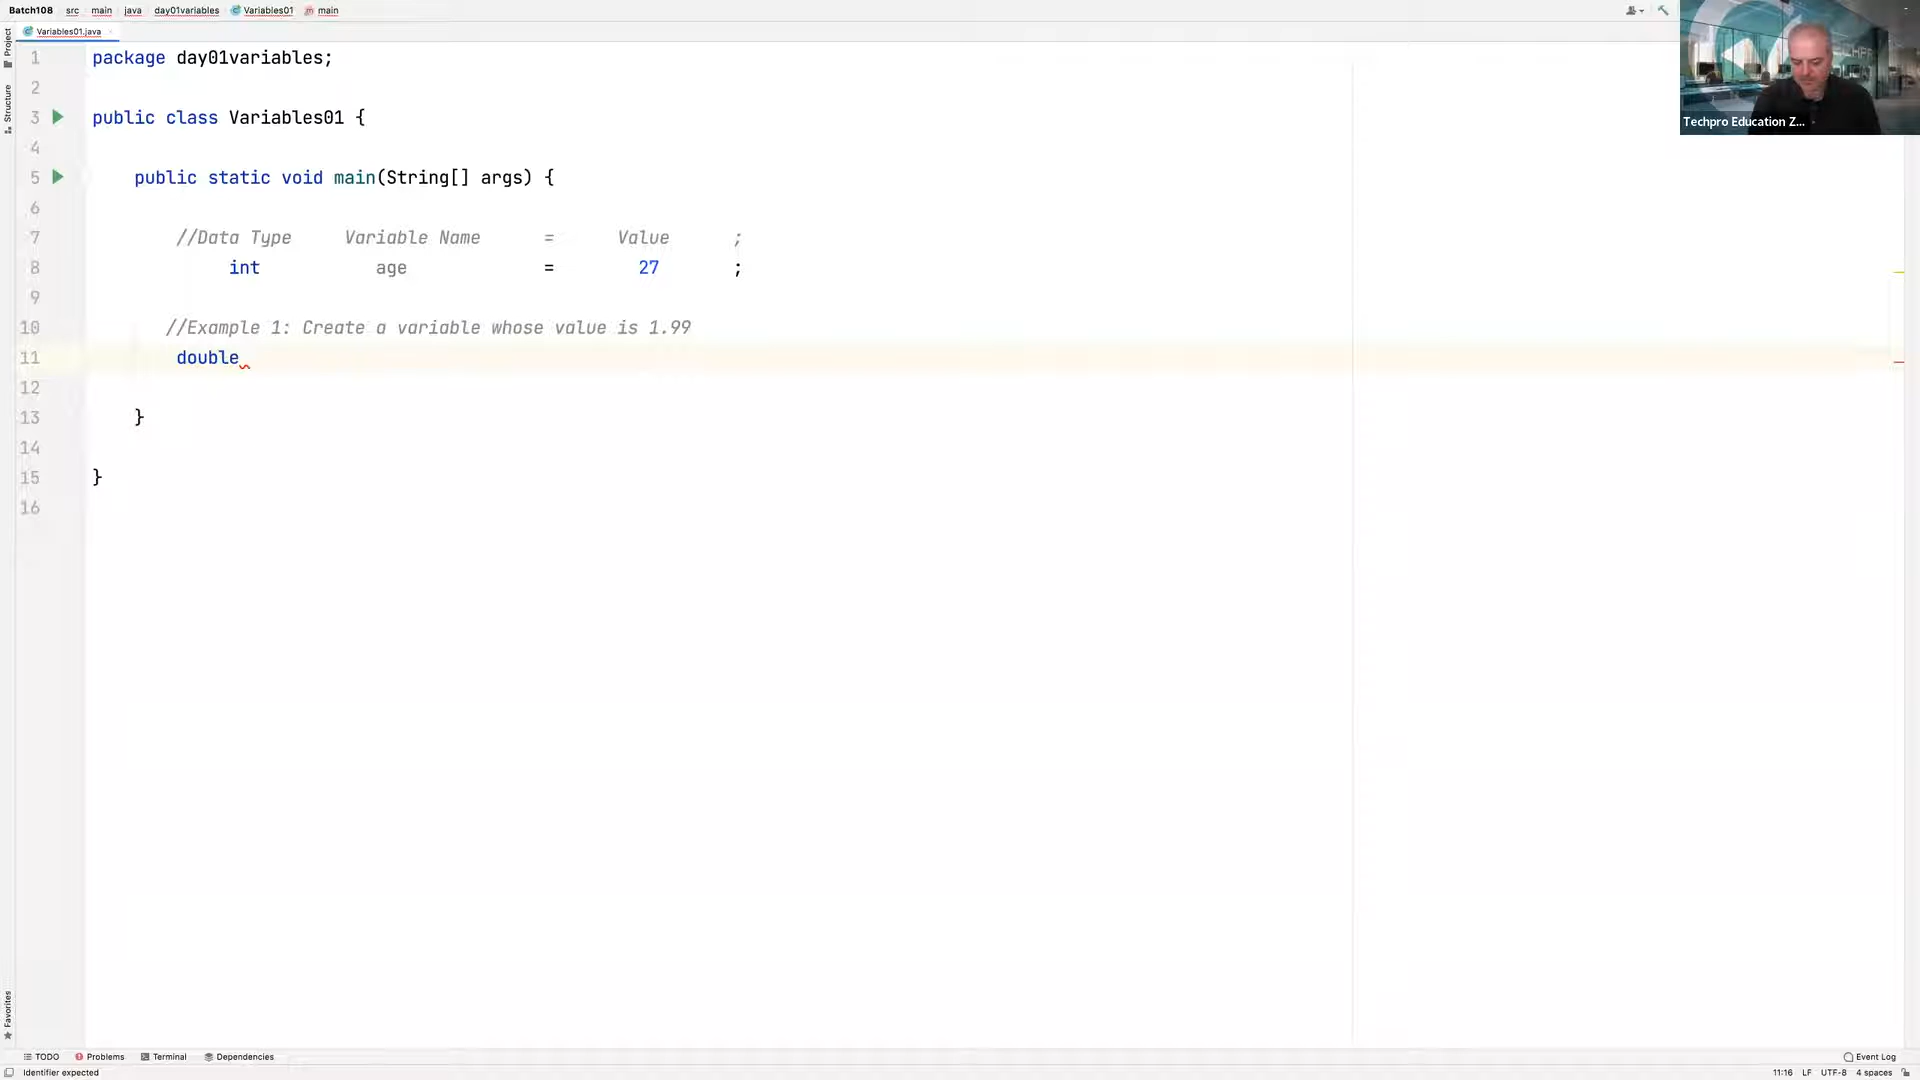 Batch108 src main java day01variables Variables01 main
Variables01.java
Project
Structure
1 package day01variables;
2
3 public class Variables01 {
4
5 public static void main(String[] args) {
6
7 //Data Type Variable Name = Value ;
8 int age = 27 ;
9
10 //Example 1: Create a variable whose value is 1.99
11 double
12
13 }
14
15 }
16
Techpro Education Z...
Favorites
TODO Problems Terminal Dependencies Event Log
Identifier expected 11:16 LF UTF-8 4 spaces